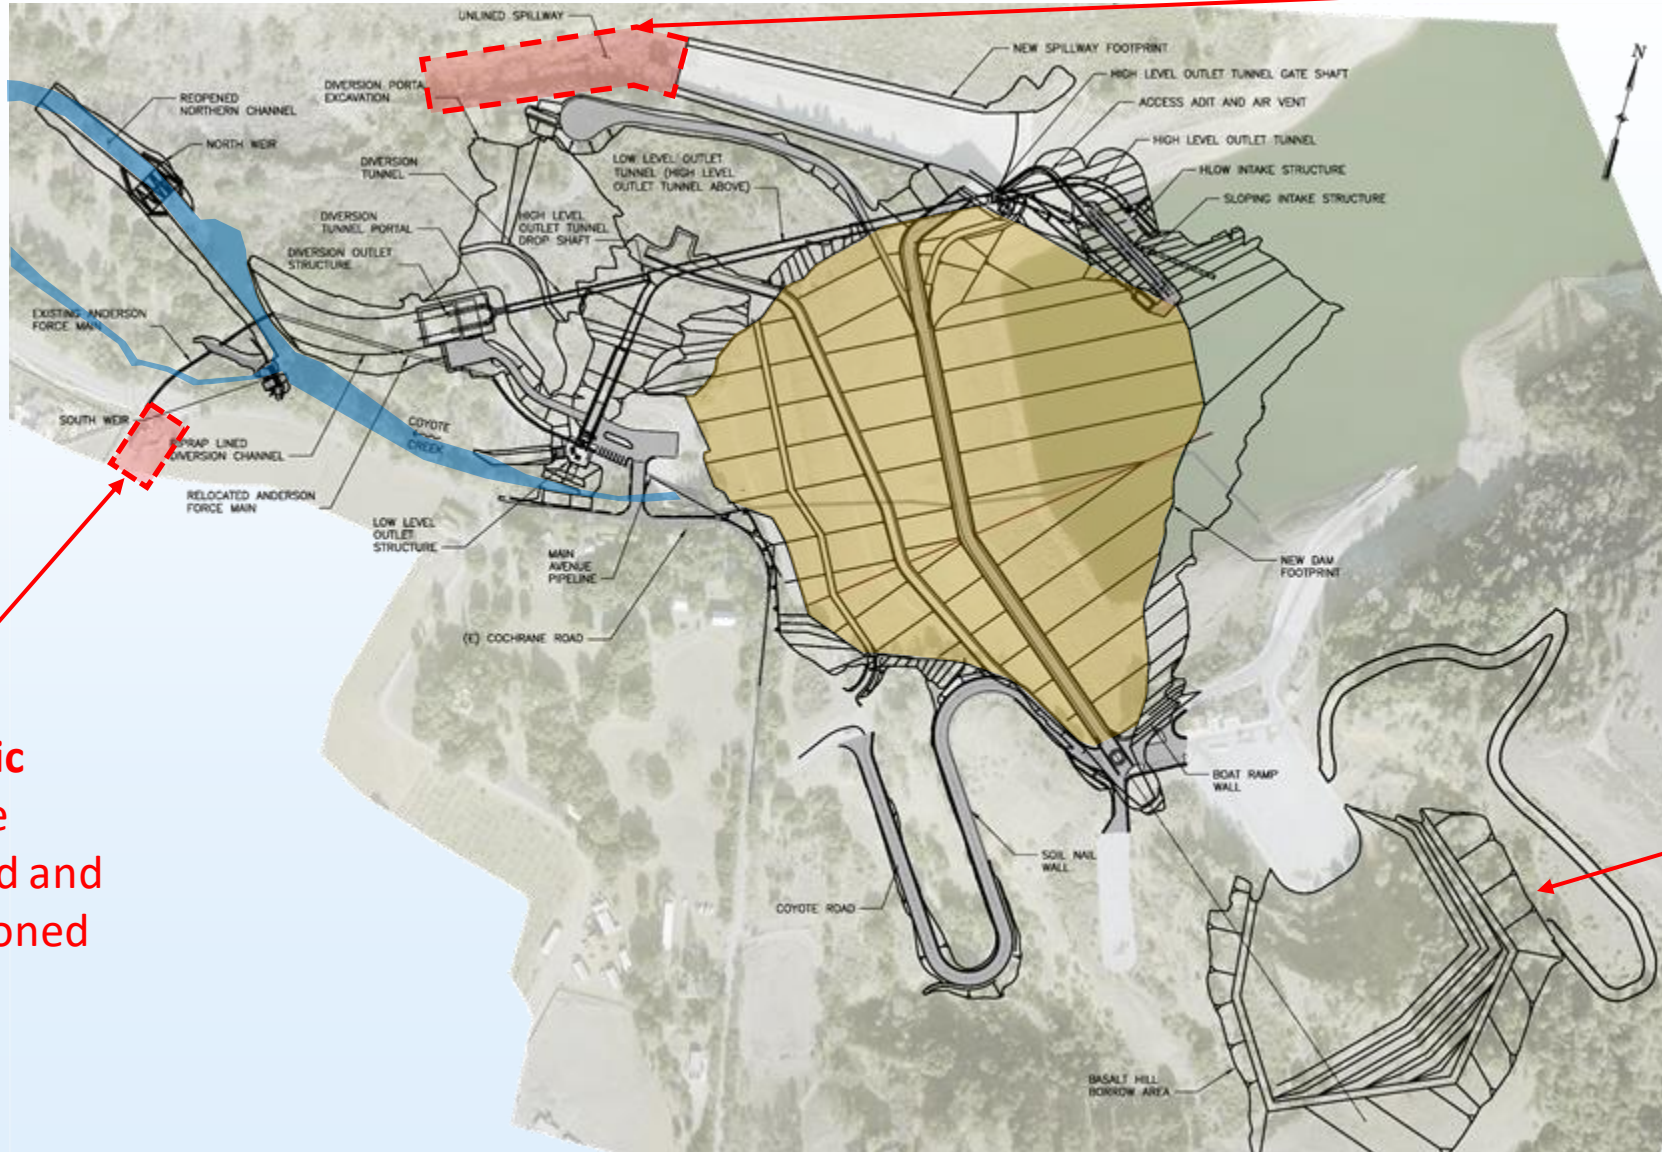 UNLINED SPILLWAY
NEW SPILLWAY FOOTPRINT
N
HIGH LEVEL OUTLET TUNNEL GATE SHAFT
DIVERSION PORTA
EXCAVATION
REOPENED
NORTHERN CHANNEL
ACCESS ADIT AND AIR VENT
NORTH WEIR
HIGH LEVEL OUTLET TUNNEL
DIVERSION
TUNNEL
LOW LEVEL OUTLET
TUNNEL (HIGH LEVEL
OUTLET TUNNEL ABOVE)
HLOW INTAKE STRUCTURE
SLOPING INTAKE STRUCTURE
DIVERSION
TUNNEL PORTAL
HIGH LEVEL
OUTLET TUNNEL
DROP SHAFT
DIVERSION OUTLET
STRUCTURE
EXISTING ANDERSON
FORCE MAIN
SOUTH WEIR
COYOTE
CREEK
RIPRAP LINED
DIVERSION CHANNEL
RELOCATED ANDERSON
FORCE MAIN
LOW LEVEL
OUTLET
STRUCTURE
MAIN
AVENUE
PIPELINE
NEW DAM
FOOTPRINT
(E) COCHRANE ROAD
ic
e
d and
oned
BOAT RAMP
WALL
SOIL NAIL
WALL
COYOTE ROAD
BASALT HILL
BORROW AREA